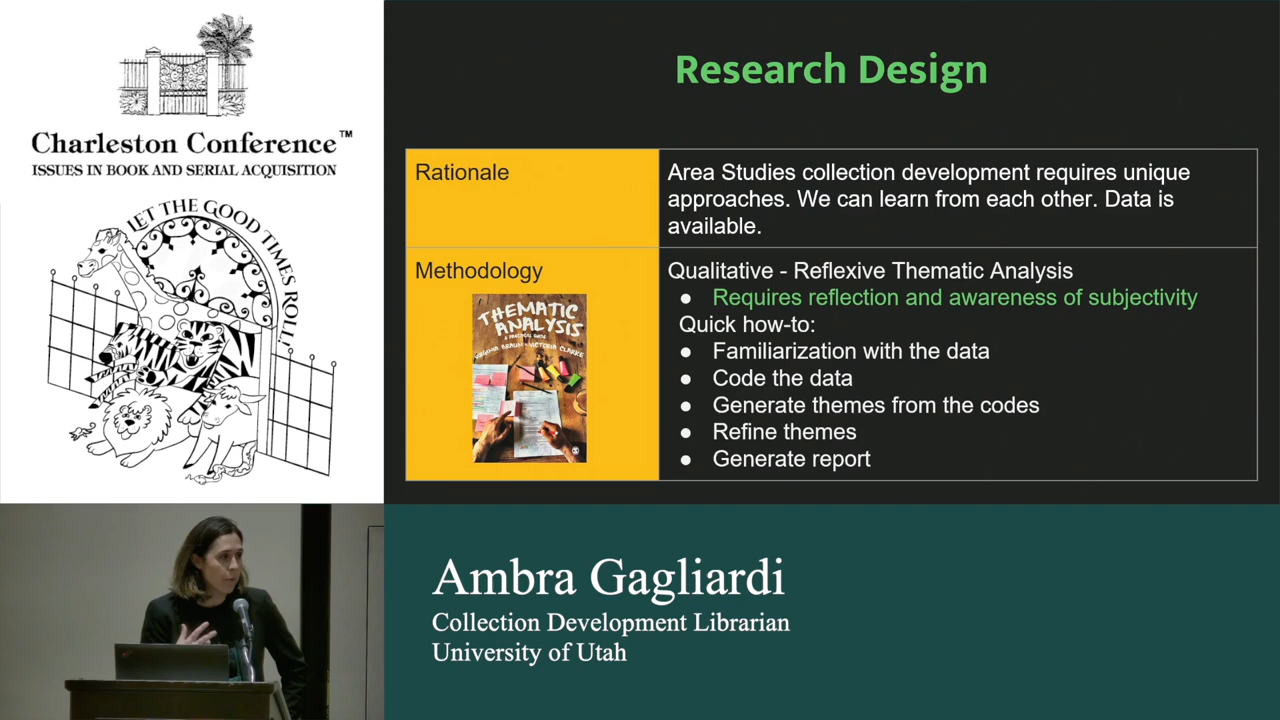 Charleston Conference™
ISSUES IN BOOK AND SERIAL ACQUISITION
LET THE GOOD TIMES ROLL!
Research Design
Rationale
Area Studies collection development requires unique
approaches. We can learn from each other. Data is
available.
Methodology
THEMATIC
ANALYSIS
A PRACTICAL GUIDE
VIRGINIA BRAUN • VICTORIA CLARKE
Qualitative - Reflexive Thematic Analysis
● Requires reflection and awareness of subjectivity
Quick how-to:
● Familiarization with the data
● Code the data
● Generate themes from the codes
● Refine themes
● Generate report
Ambra Gagliardi
Collection Development Librarian
University of Utah